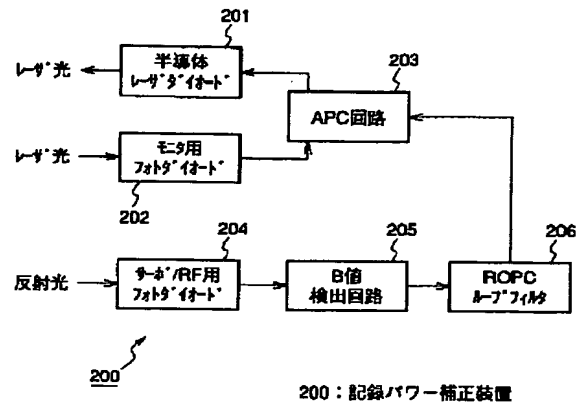 201
半導体
ﾚｰｻﾞﾀﾞｲｵｰﾄﾞ
ﾚｰｻﾞ光
203
APC回路
ﾚｰｻﾞ光
ﾓﾆﾀ用
ﾌｫﾄﾀﾞｲｵｰﾄﾞ
202
204
205
206
反射光
ｻｰﾎﾞ/RF用
ﾌｫﾄﾀﾞｲｵｰﾄﾞ
B値
検出回路
ROPC
ﾙｰﾌﾟﾌｨﾙﾀ
200
200：記録パワー補正装置